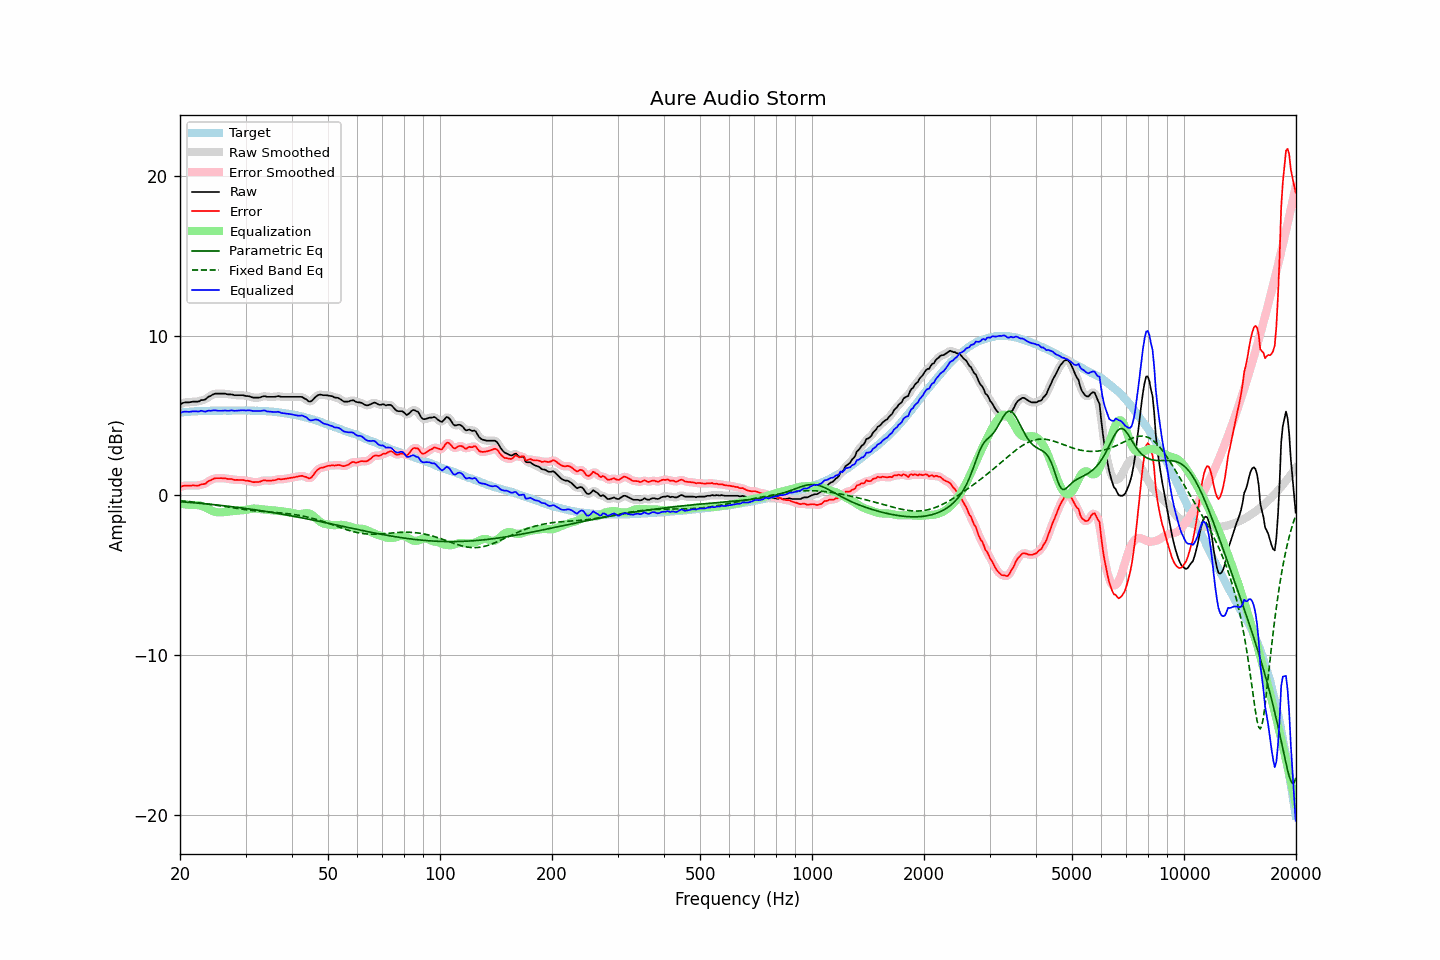 Aure Audio Storm
Target
Raw Smoothed
Error Smoothed
Raw
Error
Equalization
Parametric Eq
Fixed Band Eq
Equalized
Amplitude (dBr)
20
10
0
−10
−20
20 50 100 200 500 1000 2000 5000 10000 20000
Frequency (Hz)